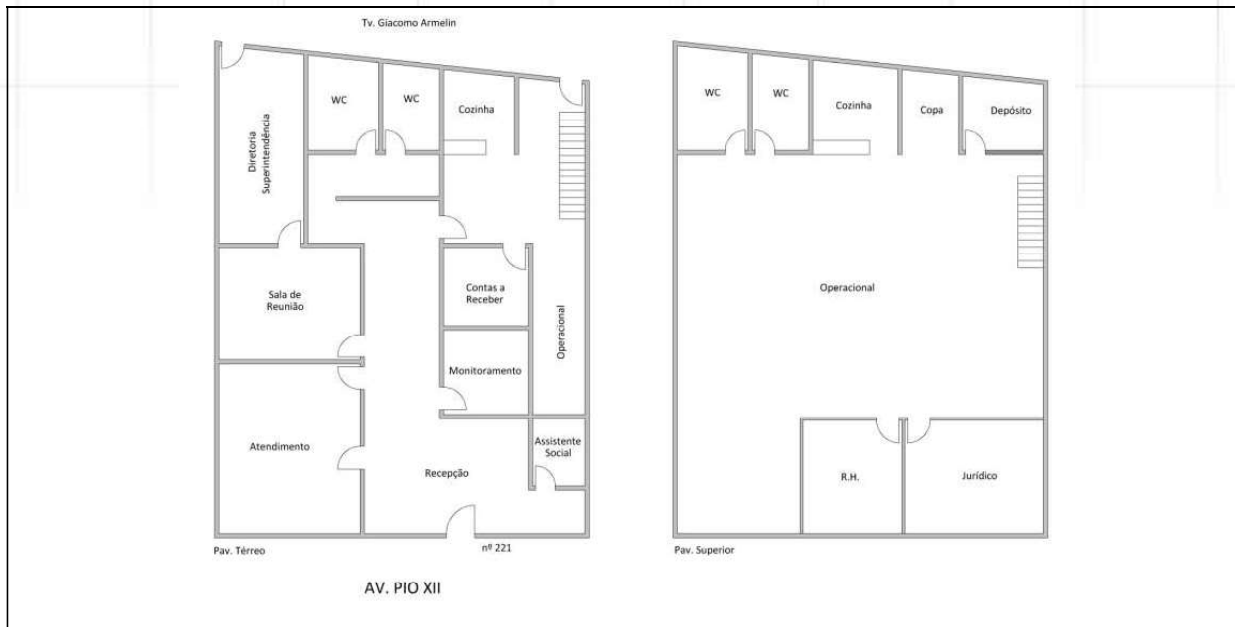 Tv. Giacomo Armelin
WC
WC
Cozinha
Diretoria
Superintendência
Sala de
Reunião
Contas a
Receber
Operacional
Monitoramento
Atendimento
Assistente
Social
Recepção
Pav. Térreo
nº 221
AV. PIO XII
WC
WC
Cozinha
Copa
Depósito
Operacional
R.H.
Jurídico
Pav. Superior